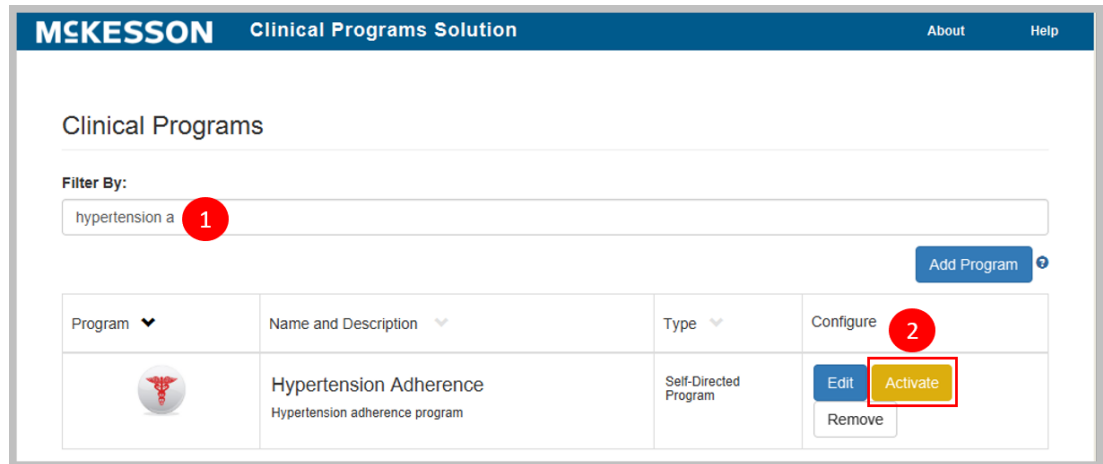 MCKESSON Clinical Programs Solution About Help
Clinical Programs
Filter By:
hypertension a 1
Add Program ?
Program Name and Description Type Configure 2
Hypertension Adherence
Hypertension adherence program
Self-Directed
Program
Edit Activate
Remove